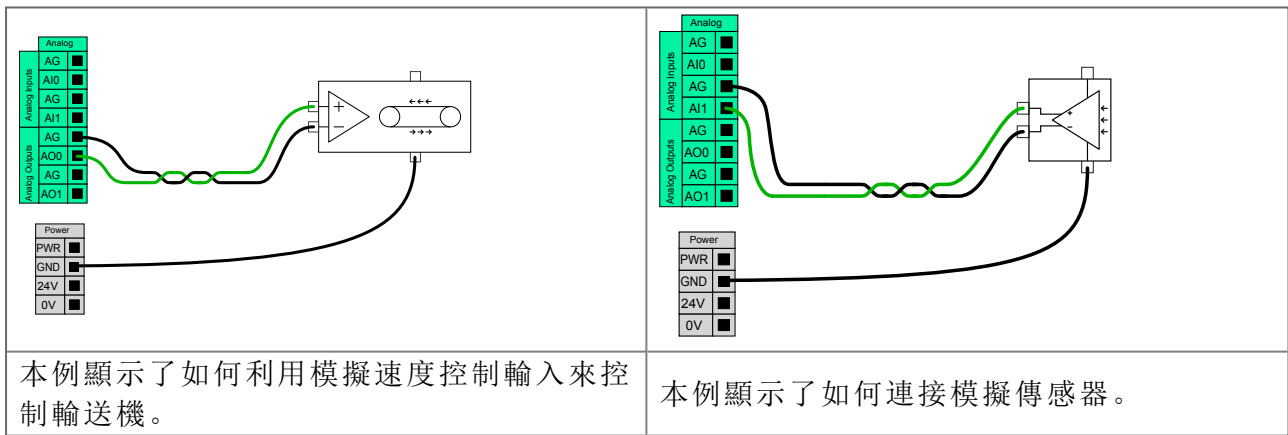 Analog
Analog Inputs
AG
AI0
AG
AI1
Analog Outputs
AG
AO0
AG
AO1
Power
PWR
GND
24V
0V
+
−
←←←
→→→
本例顯示了如何利用模擬速度控制輸入來控
制輸送機。
Analog
Analog Inputs
AG
AI0
AG
AI1
Analog Outputs
AG
AO0
AG
AO1
Power
PWR
GND
24V
0V
+
−
本例顯示了如何連接模擬傳感器。